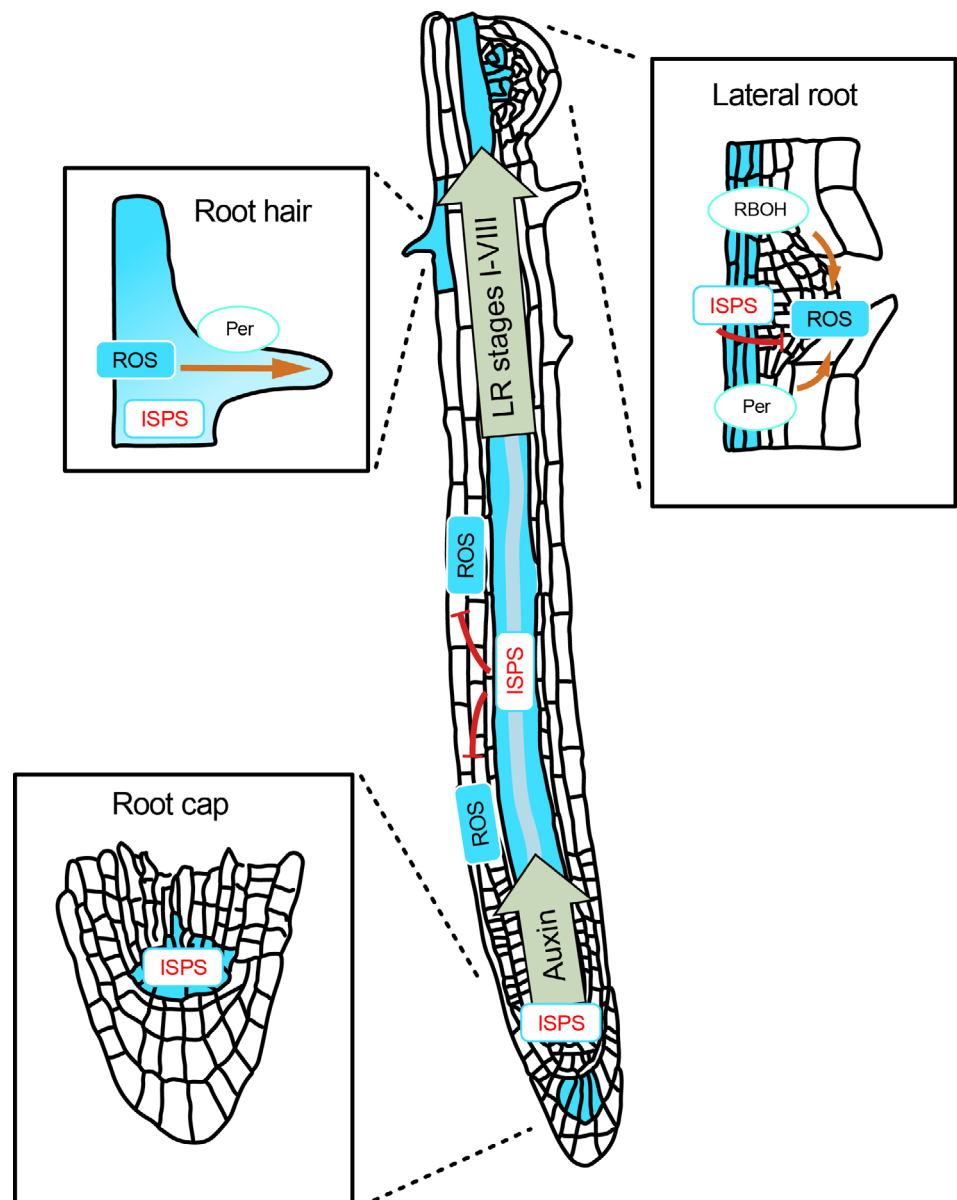 Lateral root
RBOH
ISPS
ROS
Per
Root hair
Per
ROS
ISPS
LR stages I-VIII
ROS
ISPS
ROS
Auxin
ISPS
Root cap
ISPS